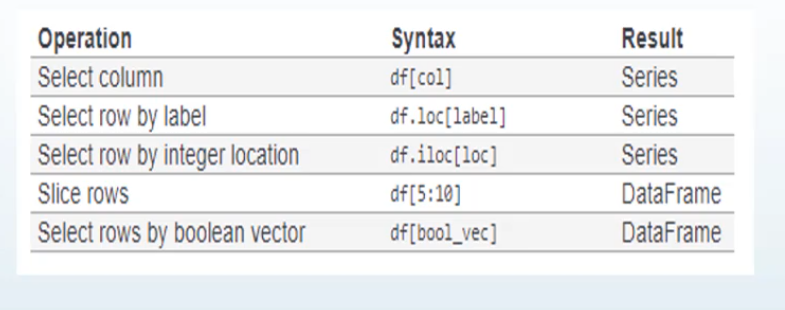 Operation Syntax Result
Select column df[col] Series
Select row by label df.loc[label] Series
Select row by integer location df.iloc[loc] Series
Slice rows df[5:10] DataFrame
Select rows by boolean vector df[bool_vec] DataFrame